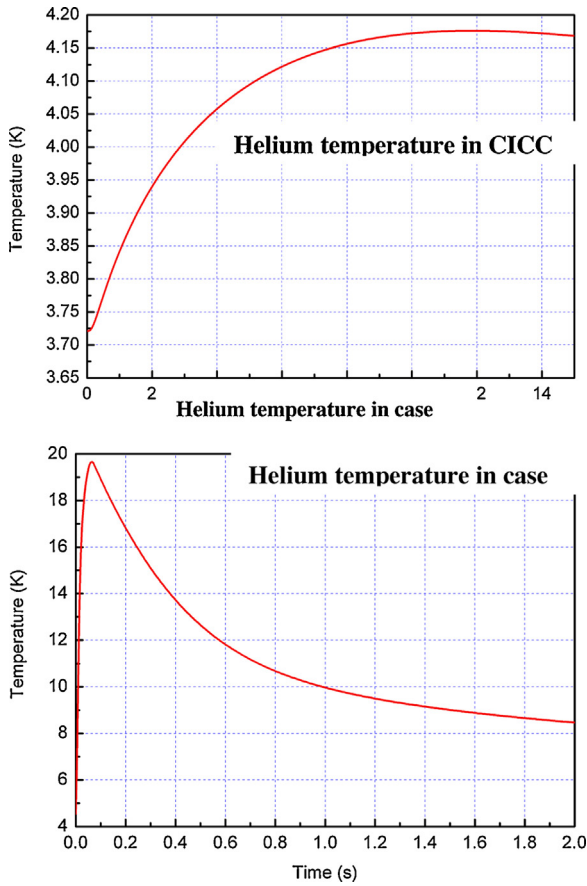 4.20
4.15
4.10
4.05
4.00
3.95
3.90
3.85
3.80
3.75
3.70
3.65
Temperature (K)
Helium temperature in CICC
0 2 2 14
Helium temperature in case
20
18
16
14
12
10
8
6
4
Temperature (K)
Helium temperature in case
0.0 0.2 0.4 0.6 0.8 1.0 1.2 1.4 1.6 1.8 2.0
Time (s)